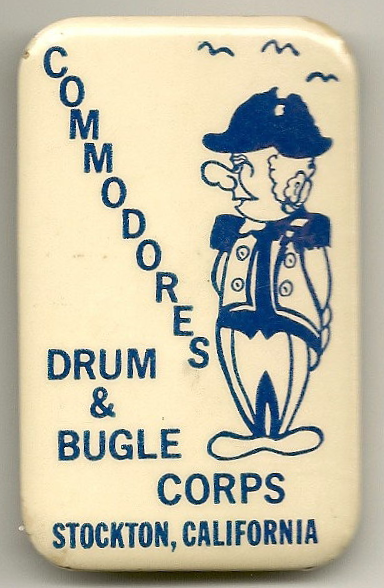 COMMODORES
DRUM
&
BUGLE
CORPS
STOCKTON, CALIFORNIA